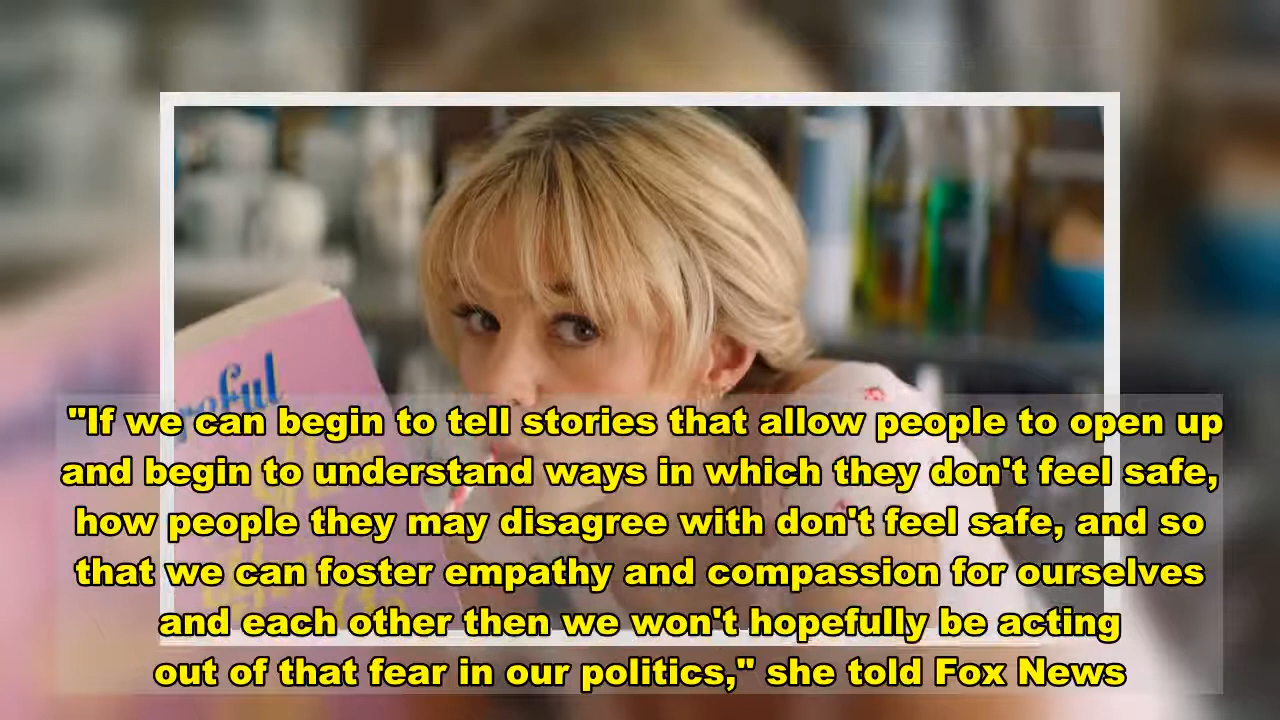 "If we can begin to tell stories that allow people to open up
and begin to understand ways in which they don't feel safe,
how people they may disagree with don't feel safe, and so
that we can foster empathy and compassion for ourselves
and each other then we won't hopefully be acting
out of that fear in our politics," she told Fox News